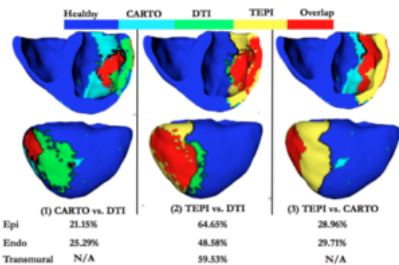 Healthy CARTO DTI TEPI Overlap
(1) CARTO vs. DTI (2) TEPI vs. DTI (3) TEPI vs. CARTO
Epi 21.15% 64.65% 28.96%
Endo 25.29% 48.58% 29.71%
Transmural N/A 59.53% N/A